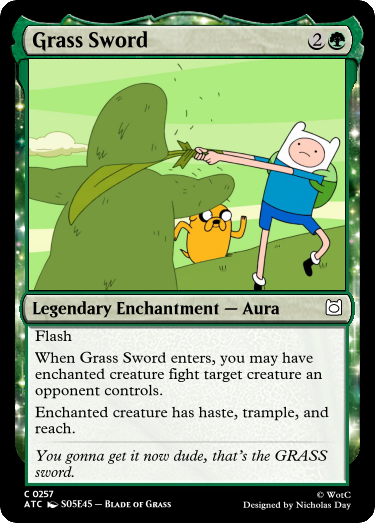 Grass Sword 2
Legendary Enchantment — Aura
Flash
When Grass Sword enters, you may have
enchanted creature fight target creature an
opponent controls.
Enchanted creature has haste, trample, and
reach.
You gonna get it now dude, that's the GRASS
sword.
C 0257 © WotC
ATC S05E45 – Blade of Grass Designed by Nicholas Day